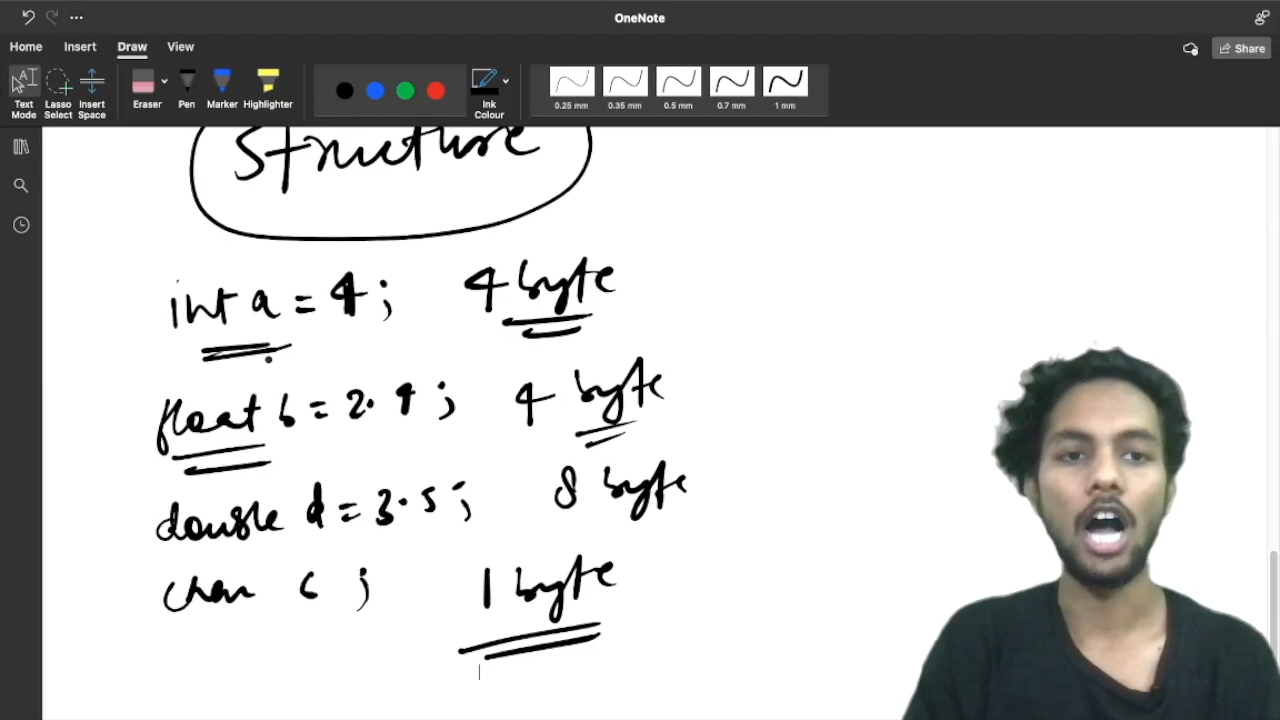 OneNote
Home Insert Draw View
Share
Text Mode
Lasso Select
Insert Space
Eraser
Pen
Marker
Highlighter
Ink Colour
0.25 mm
0.35 mm
0.5 mm
0.7 mm
1 mm
Structure
int a = 4; 4 byte
float b = 2.4; 4 byte
double d = 3.5; 8 byte
char c; 1 byte